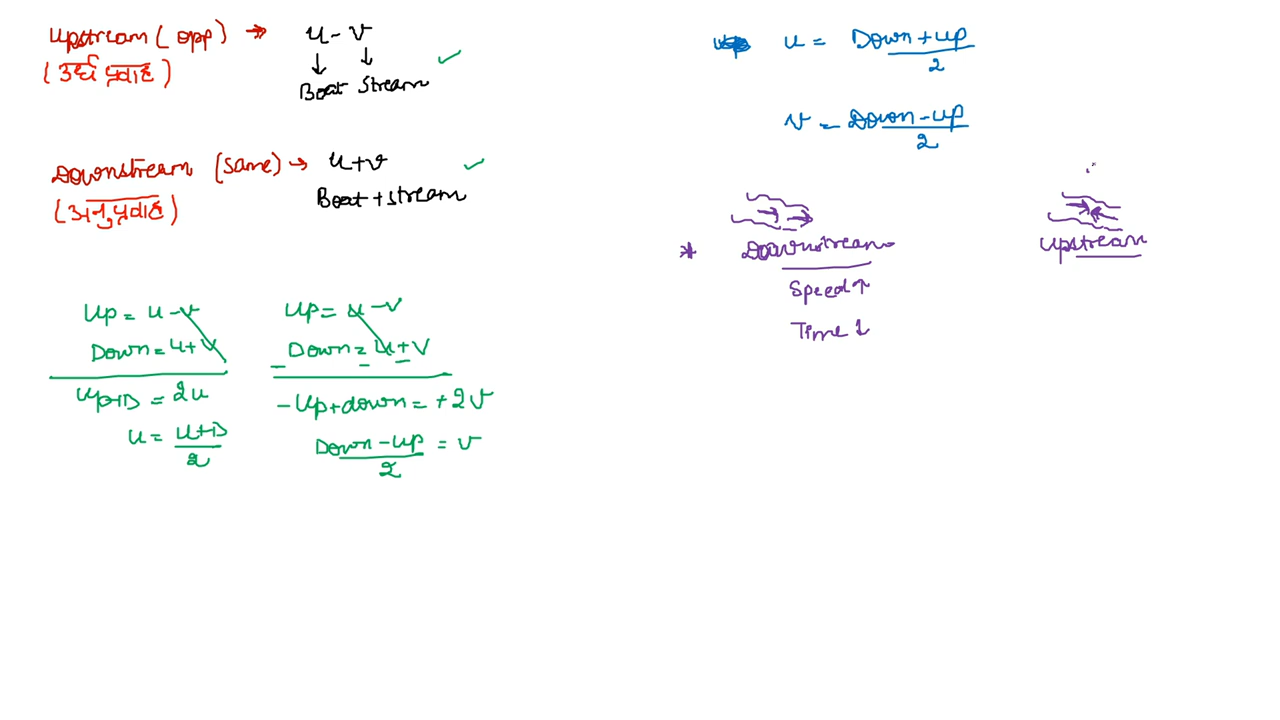 Upstream (opp) → u - v
(उर्ध प्रवाह)
↓ ↓
Boat Stream ✓
Downstream (same) → u+v ✓
(अनुप्रवाह)
Boat + Stream
Up = u - v
Down = u + v
Up+D = 2u
u = u+D/2
Up = u - v
Down = u + v
- - -
-Up+down = +2v
Down - up/2 = v
u = Down + up/2
v = Down - up/2
* Downstream
Speed ↑
Time ↓
Upstream